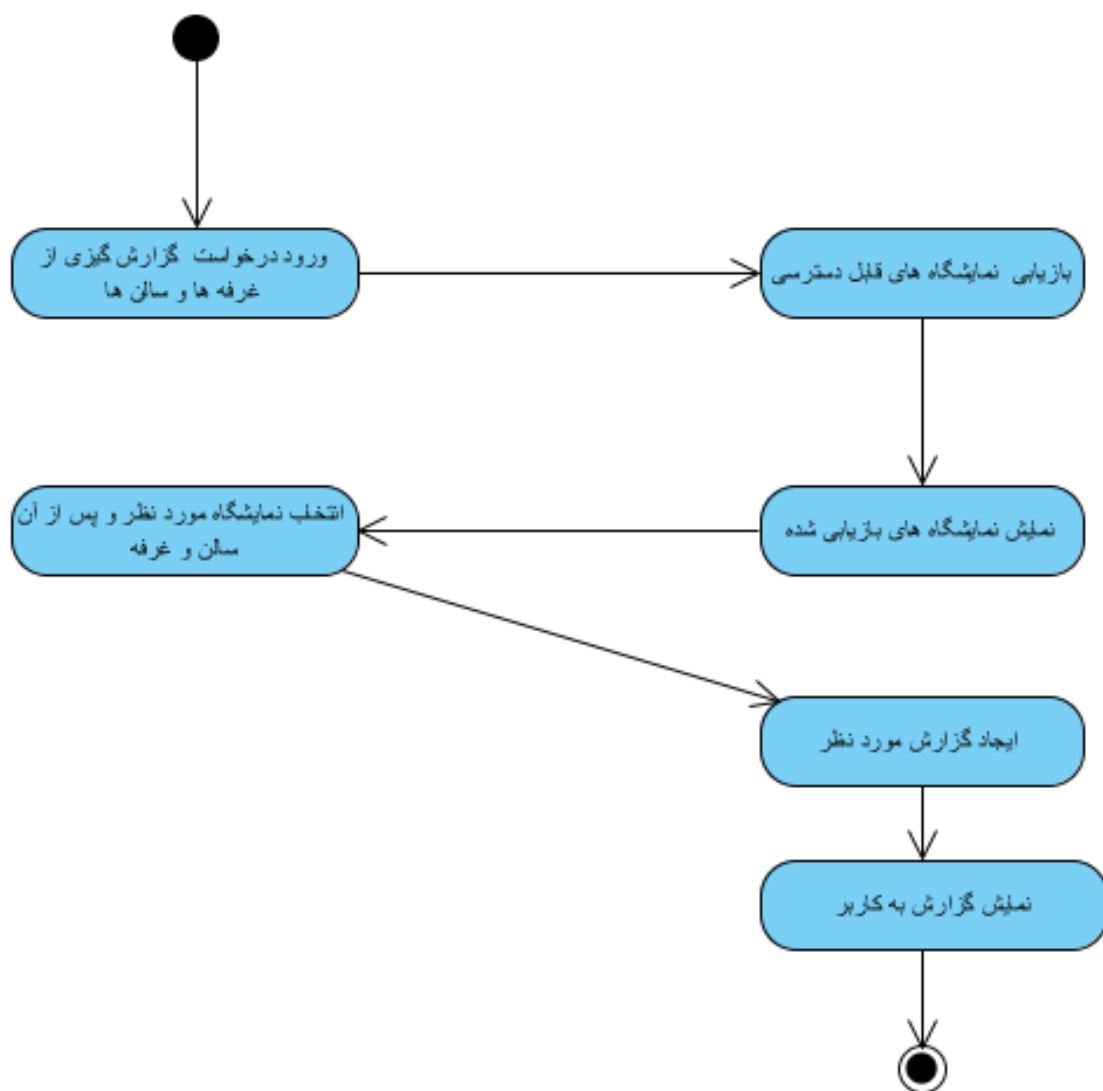 ورود درخواست گزارش گیزی از
غرفه ها و سالن ها
بازیابی نمایشگاه های قابل دسترسی
نمایش نمایشگاه های بازیابی شده
انتخاب نمایشگاه مورد نظر و پس از آن
سالن و غرفه
ایجاد گزارش مورد نظر
نمایش گزارش به کاربر